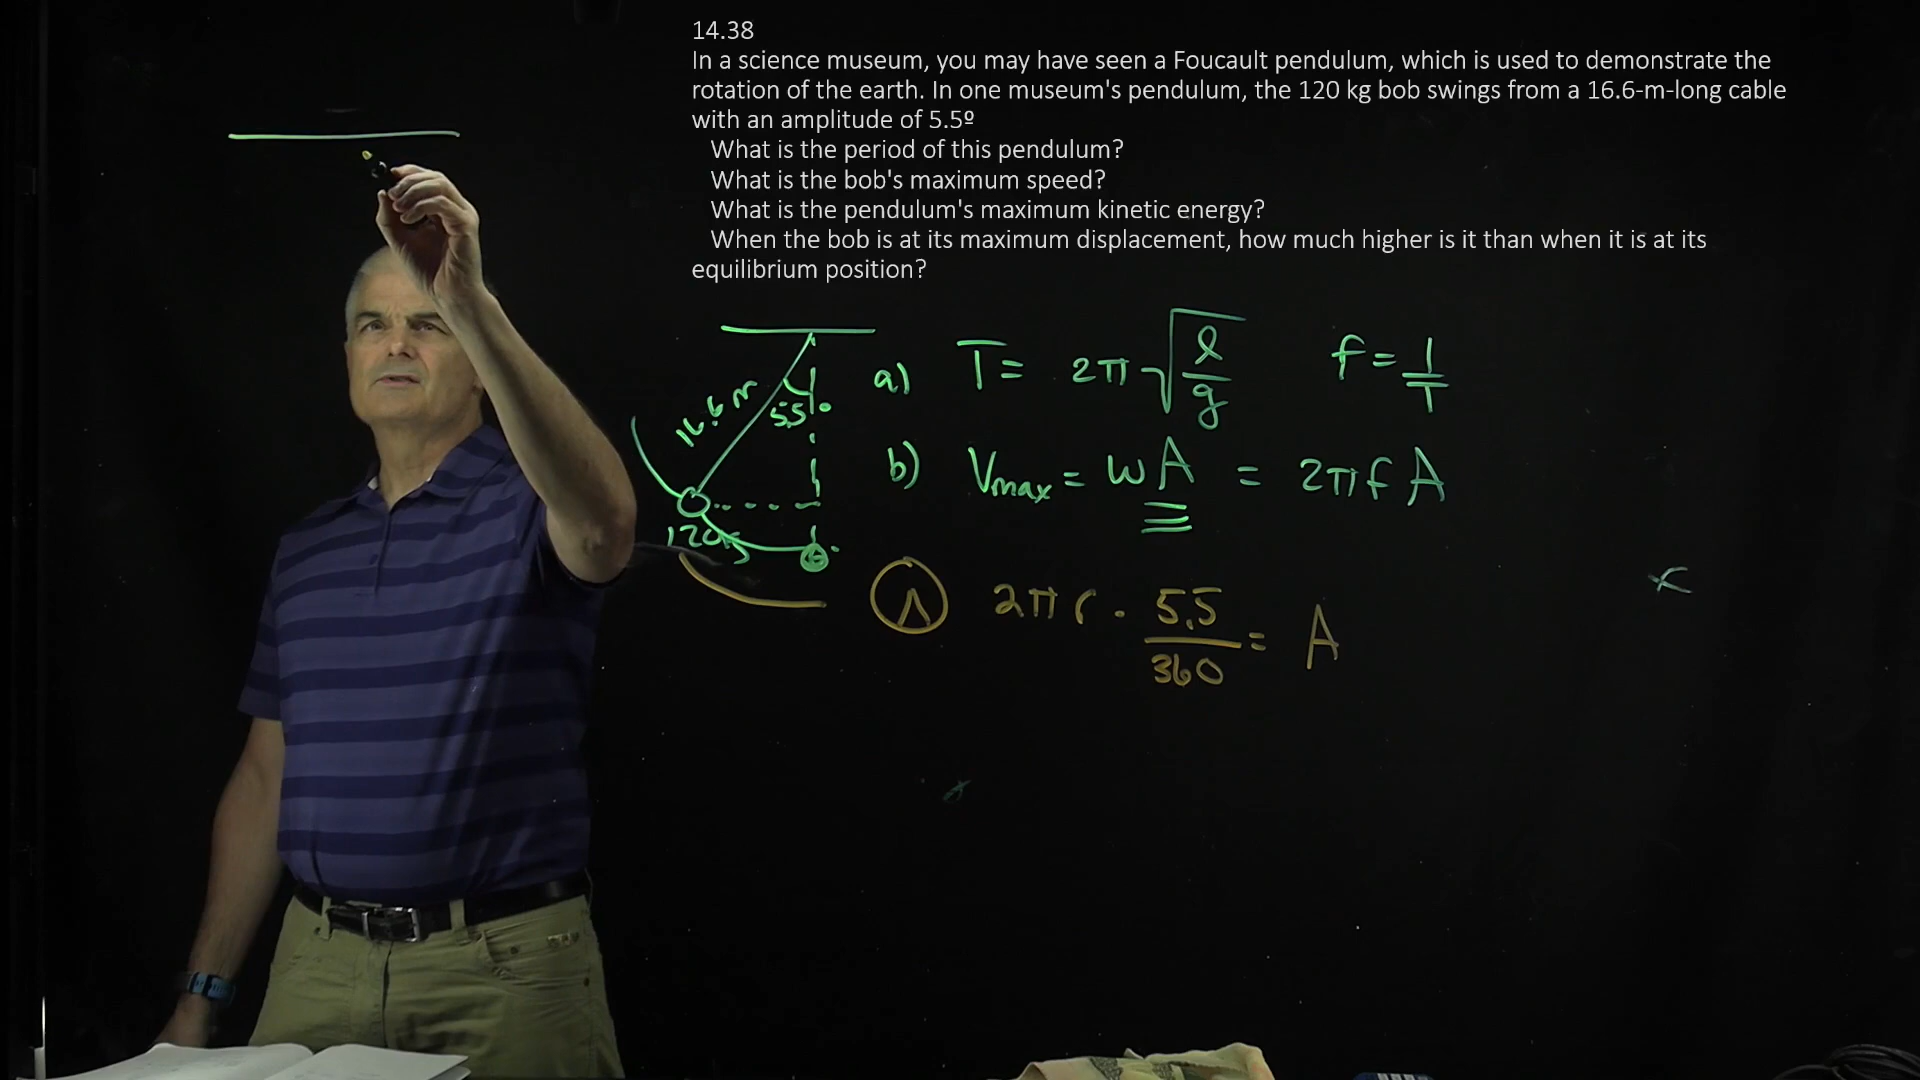 14.38
In a science museum, you may have seen a Foucault pendulum, which is used to demonstrate the
rotation of the earth. In one museum's pendulum, the 120 kg bob swings from a 16.6-m-long cable
with an amplitude of 5.5º
What is the period of this pendulum?
What is the bob's maximum speed?
What is the pendulum's maximum kinetic energy?
When the bob is at its maximum displacement, how much higher is it than when it is at its
equilibrium position?
a) T = 2π √(l/g) f = 1/T
16.6 m
5.5°
b) Vmax = ωA = 2πf A
120
2πr · 5.5/360 = A